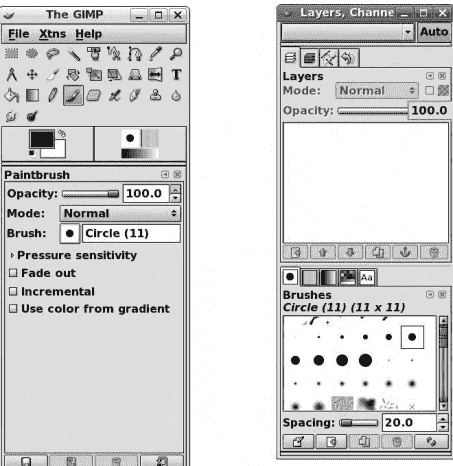 The GIMP
File Xtns Help
T
Paintbrush
Opacity: 100.0
Mode: Normal
Brush: Circle (11)
Pressure sensitivity
Fade out
Incremental
Use color from gradient
Layers, Channe
Auto
Layers
Mode: Normal
Opacity: 100.0
Aa
Brushes
Circle (11) (11 x 11)
Spacing: 20.0